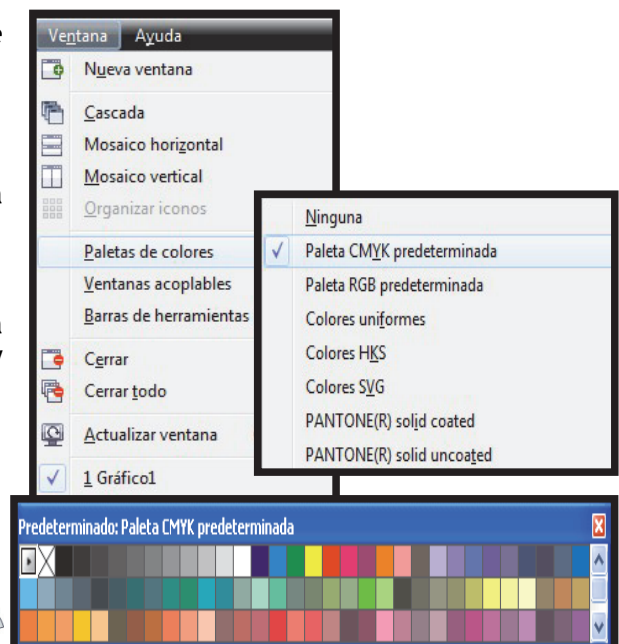 Ventana Ayuda
Nueva ventana
Cascada
Mosaico horizontal
Mosaico vertical
Organizar iconos
Paletas de colores
Ventanas acoplables
Barras de herramientas
Cerrar
Cerrar todo
Actualizar ventana
1 Gráfico1
Ninguna
Paleta CMYK predeterminada
Paleta RGB predeterminada
Colores uniformes
Colores HKS
Colores SVG
PANTONE(R) solid coated
PANTONE(R) solid uncoated
Predeterminado: Paleta CMYK predeterminada